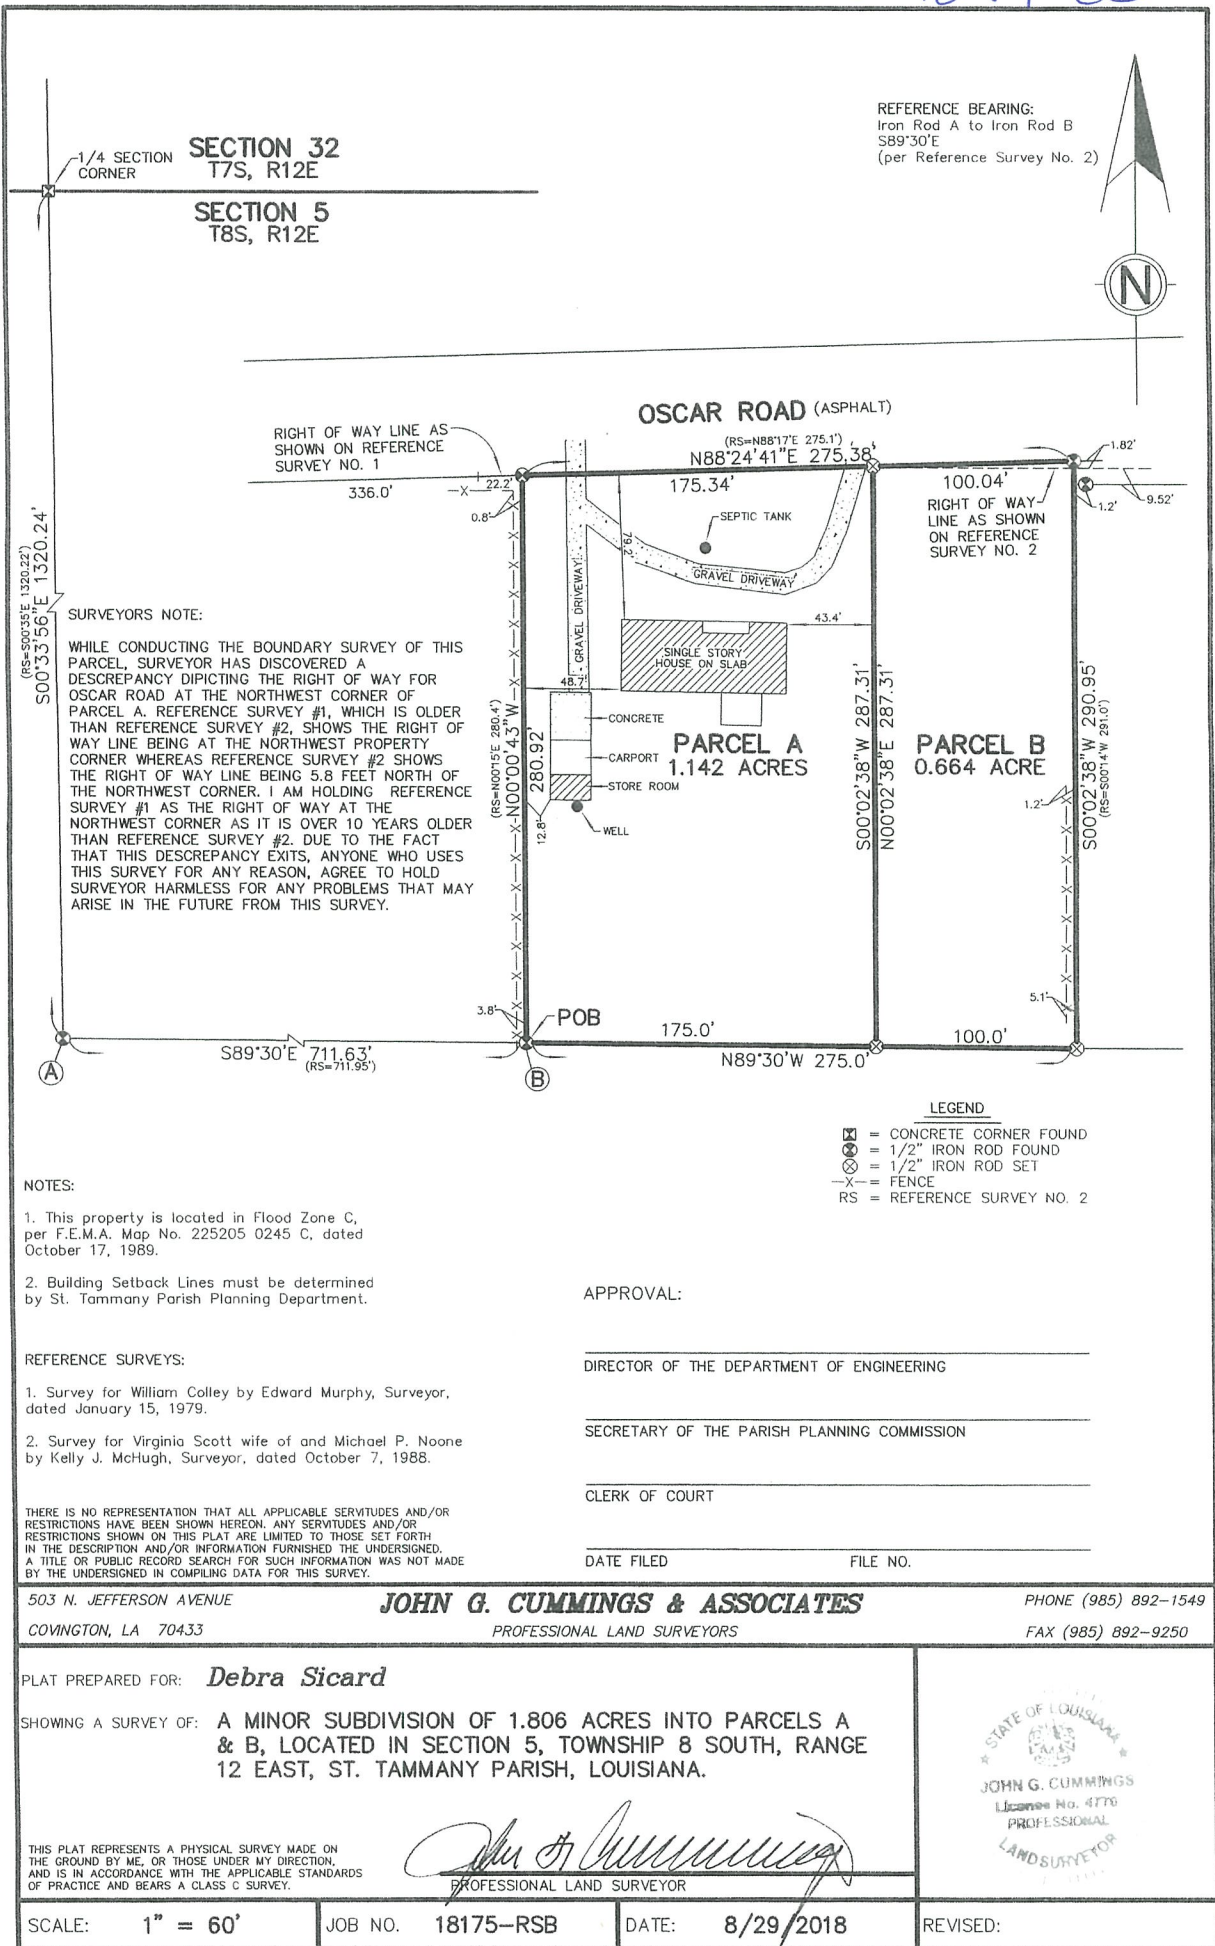 REFERENCE BEARING:
Iron Rod A to Iron Rod B
S89°30'E
(per Reference Survey No. 2)
1/4 SECTION
CORNER
SECTION 32
T7S, R12E
SECTION 5
T8S, R12E
N
OSCAR ROAD (ASPHALT)
RIGHT OF WAY LINE AS
SHOWN ON REFERENCE
SURVEY NO. 1
(RS=N88°17'E 275.1')
N88°24'41"E 275.38'
1.82'
336.0'
—X—
22.2'
175.34'
100.04'
9.52'
1.2'
0.8'
RIGHT OF WAY
LINE AS SHOWN
ON REFERENCE
SURVEY NO. 2
SEPTIC TANK
79.2'
GRAVEL DRIVEWAY
GRAVEL DRIVEWAY
43.4'
(RS=S00°35'E 1320.22')
S00°33'56"E 1320.24'
SURVEYORS NOTE:
WHILE CONDUCTING THE BOUNDARY SURVEY OF THIS
PARCEL, SURVEYOR HAS DISCOVERED A
DESCREPANCY DIPICTING THE RIGHT OF WAY FOR
OSCAR ROAD AT THE NORTHWEST CORNER OF
PARCEL A. REFERENCE SURVEY #1, WHICH IS OLDER
THAN REFERENCE SURVEY #2, SHOWS THE RIGHT OF
WAY LINE BEING AT THE NORTHWEST PROPERTY
CORNER WHEREAS REFERENCE SURVEY #2 SHOWS
THE RIGHT OF WAY LINE BEING 5.8 FEET NORTH OF
THE NORTHWEST CORNER. I AM HOLDING REFERENCE
SURVEY #1 AS THE RIGHT OF WAY AT THE
NORTHWEST CORNER AS IT IS OVER 10 YEARS OLDER
THAN REFERENCE SURVEY #2. DUE TO THE FACT
THAT THIS DESCREPANCY EXITS, ANYONE WHO USES
THIS SURVEY FOR ANY REASON, AGREE TO HOLD
SURVEYOR HARMLESS FOR ANY PROBLEMS THAT MAY
ARISE IN THE FUTURE FROM THIS SURVEY.
SINGLE STORY
HOUSE ON SLAB
48.7'
CONCRETE
CARPORT
STORE ROOM
WELL
12.8'
(RS=N00°15'E 280.4')
N00°00'43"W
280.92'
PARCEL A
1.142 ACRES
S00°02'38"W 287.31'
N00°02'38"E 287.31'
PARCEL B
0.664 ACRE
1.2'
S00°02'38"W 290.95'
(RS=S00°14'W 291.0')
3.8'
5.1'
POB
175.0'
100.0'
S89°30'E 711.63'
(RS=711.95')
N89°30'W 275.0'
A
B
LEGEND
= CONCRETE CORNER FOUND
= 1/2" IRON ROD FOUND
= 1/2" IRON ROD SET
—X— = FENCE
RS = REFERENCE SURVEY NO. 2
NOTES:
1. This property is located in Flood Zone C,
per F.E.M.A. Map No. 225205 0245 C, dated
October 17, 1989.
2. Building Setback Lines must be determined
by St. Tammany Parish Planning Department.
APPROVAL:
DIRECTOR OF THE DEPARTMENT OF ENGINEERING
SECRETARY OF THE PARISH PLANNING COMMISSION
CLERK OF COURT
DATE FILED FILE NO.
REFERENCE SURVEYS:
1. Survey for William Colley by Edward Murphy, Surveyor,
dated January 15, 1979.
2. Survey for Virginia Scott wife of and Michael P. Noone
by Kelly J. McHugh, Surveyor, dated October 7, 1988.
THERE IS NO REPRESENTATION THAT ALL APPLICABLE SERVITUDES AND/OR
RESTRICTIONS HAVE BEEN SHOWN HEREON. ANY SERVITUDES AND/OR
RESTRICTIONS SHOWN ON THIS PLAT ARE LIMITED TO THOSE SET FORTH
IN THE DESCRIPTION AND/OR INFORMATION FURNISHED THE UNDERSIGNED.
A TITLE OR PUBLIC RECORD SEARCH FOR SUCH INFORMATION WAS NOT MADE
BY THE UNDERSIGNED IN COMPILING DATA FOR THIS SURVEY.
503 N. JEFFERSON AVENUE
COVINGTON, LA 70433
JOHN G. CUMMINGS & ASSOCIATES
PROFESSIONAL LAND SURVEYORS
PHONE (985) 892-1549
FAX (985) 892-9250
PLAT PREPARED FOR: Debra Sicard
SHOWING A SURVEY OF: A MINOR SUBDIVISION OF 1.806 ACRES INTO PARCELS A
& B, LOCATED IN SECTION 5, TOWNSHIP 8 SOUTH, RANGE
12 EAST, ST. TAMMANY PARISH, LOUISIANA.
THIS PLAT REPRESENTS A PHYSICAL SURVEY MADE ON
THE GROUND BY ME, OR THOSE UNDER MY DIRECTION,
AND IS IN ACCORDANCE WITH THE APPLICABLE STANDARDS
OF PRACTICE AND BEARS A CLASS C SURVEY.
John G. Cummings
PROFESSIONAL LAND SURVEYOR
STATE OF LOUISIANA
JOHN G. CUMMINGS
License No. 4770
PROFESSIONAL
LAND SURVEYOR
SCALE: 1" = 60'
JOB NO. 18175-RSB
DATE: 8/29/2018
REVISED: